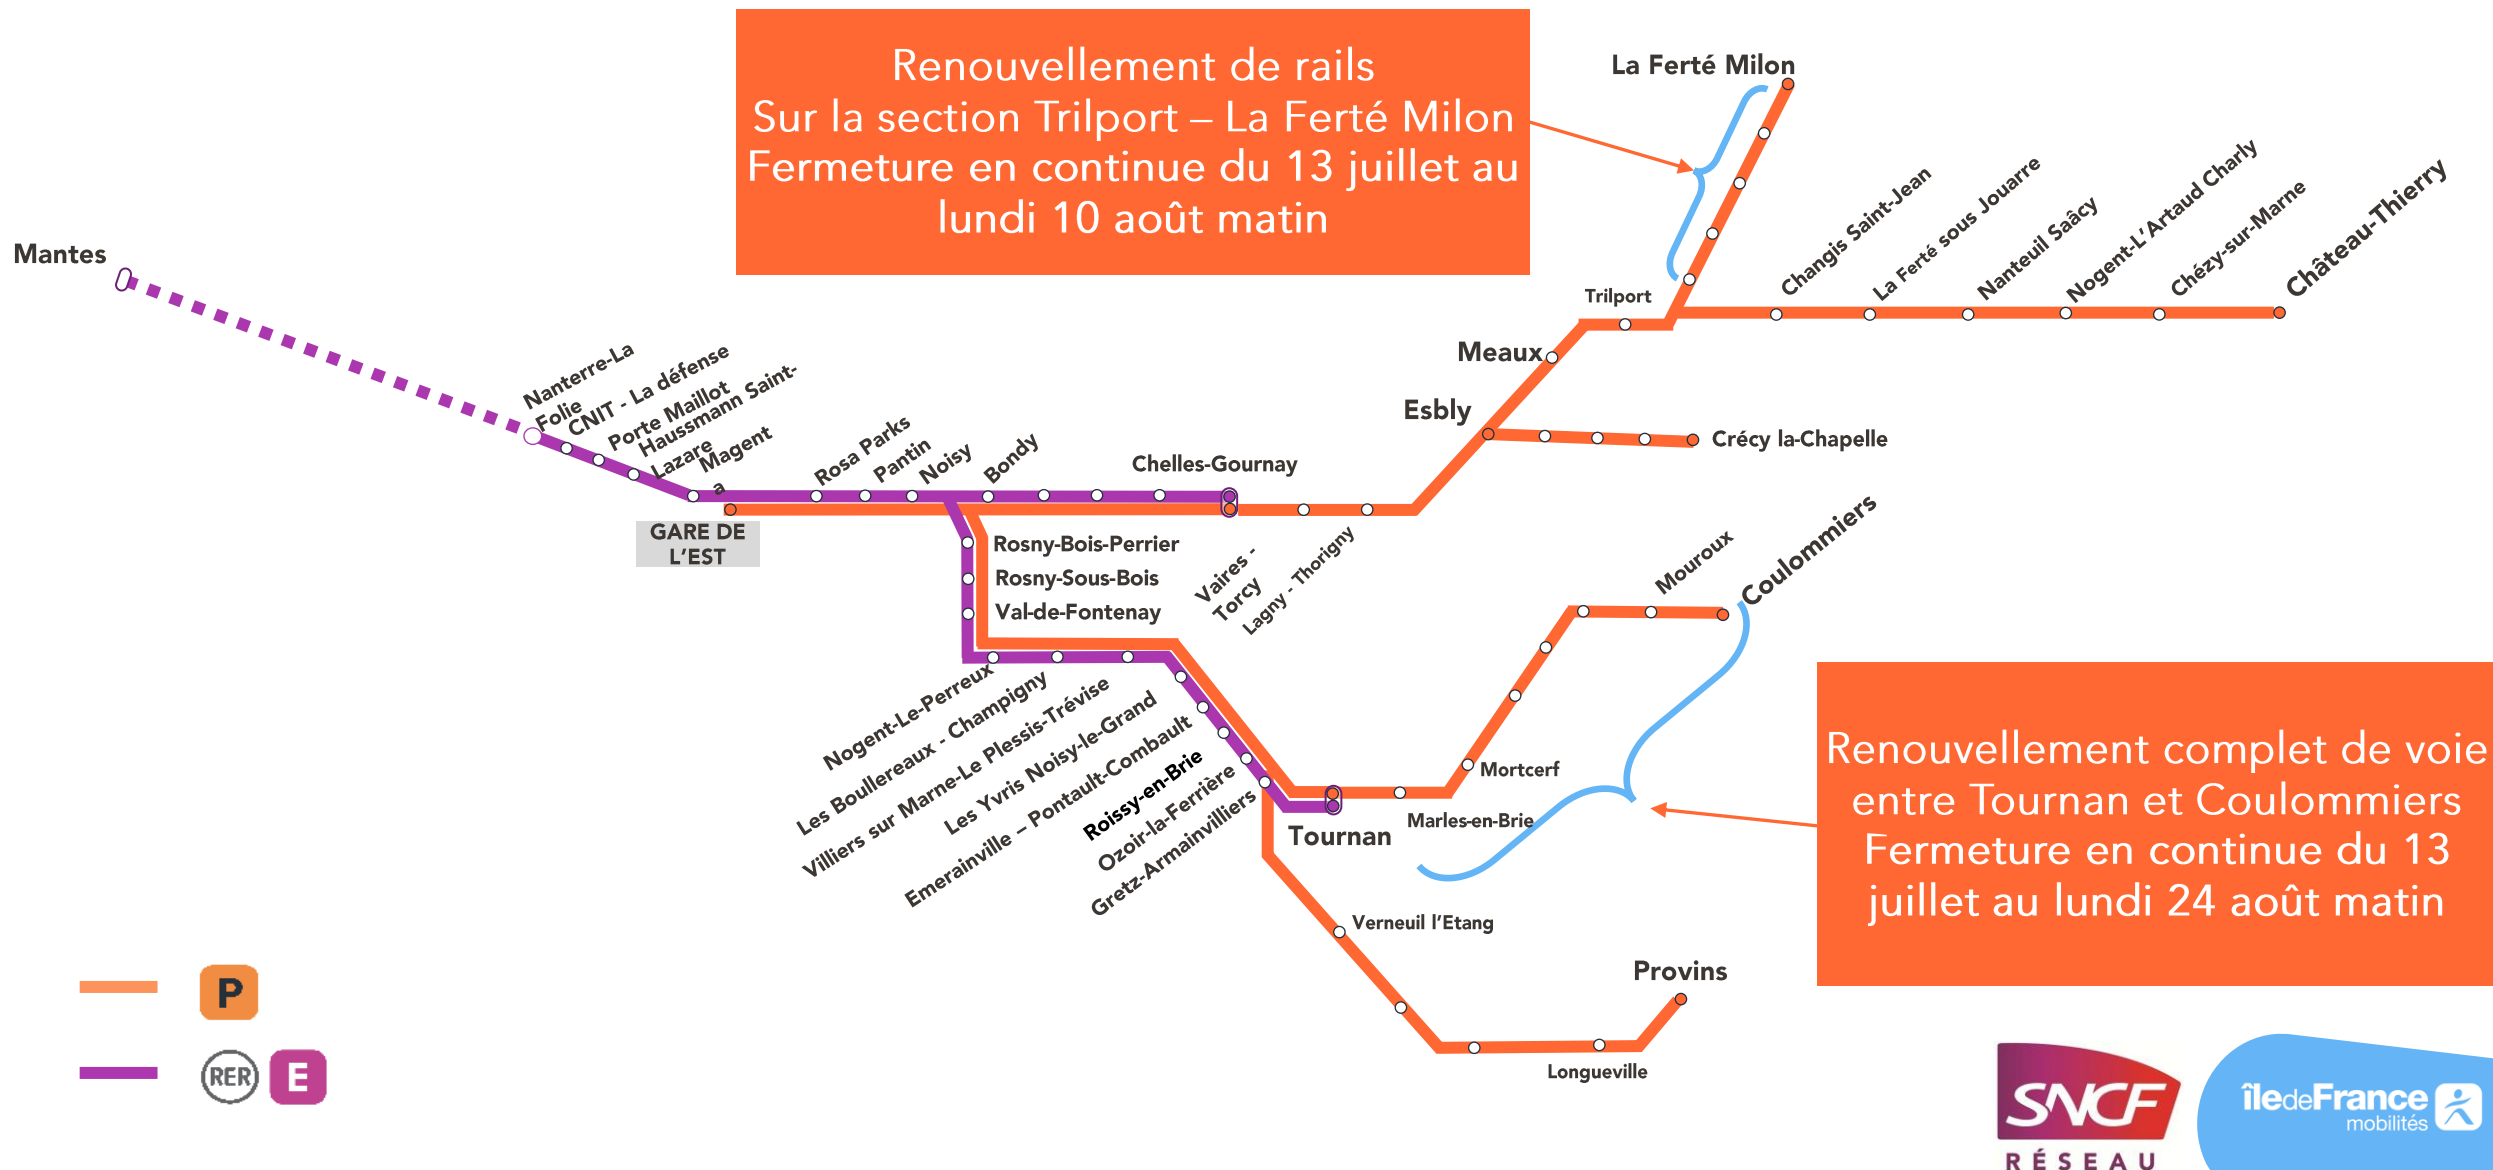 Renouvellement de rails
Sur la section Trilport – La Ferté Milon
Fermeture en continue du 13 juillet au
lundi 10 août matin
La Ferté Milon
Changis Saint-Jean
La Ferté sous Jouarre
Nanteuil Saâcy
Nogent-L’Artaud Charly
Chézy-sur-Marne
Château-Thierry
Mantes
Trilport
Meaux
Esbly
Crécy la-Chapelle
Nanterre-La
Folie
CNIT - La défense
Porte Maillot
Haussmann Saint-
Lazare
Magent
a
Rosa Parks
Pantin
Noisy
Bondy
Chelles-Gournay
GARE DE
L’EST
Rosny-Bois-Perrier
Rosny-Sous-Bois
Val-de-Fontenay
Vaires -
Torcy
Lagny - Thorigny
Mouroux
Coulommiers
Nogent-Le-Perreux
Les Boullereaux - Champigny
Villiers sur Marne-Le Plessis-Trévise
Les Yvris Noisy-le-Grand
Emerainville – Pontault-Combault
Roissy-en-Brie
Ozoir-la-Ferrière
Gretz-Armainvilliers
Tournan
Marles-en-Brie
Mortcerf
Renouvellement complet de voie
entre Tournan et Coulommiers
Fermeture en continue du 13
juillet au lundi 24 août matin
Verneuil l’Etang
Provins
Longueville
P
RER E
SNCF
RÉSEAU
île de France
mobilités